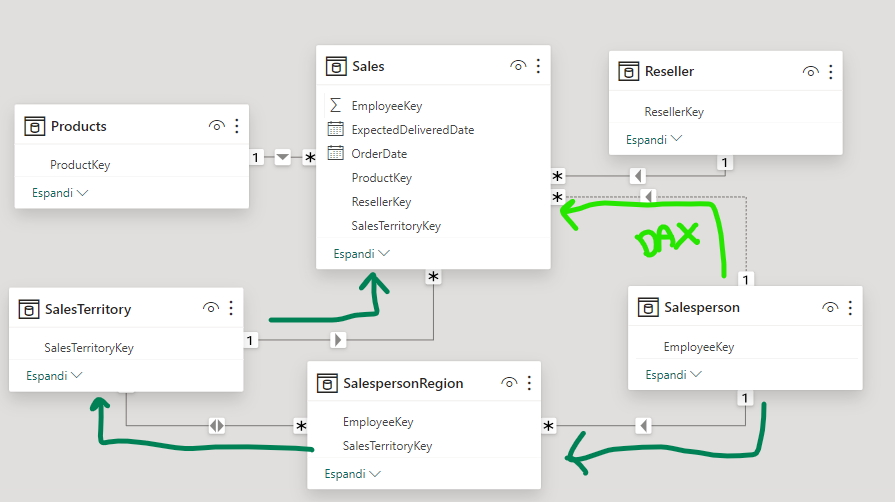 Sales
EmployeeKey
ExpectedDeliveredDate
OrderDate
ProductKey
ResellerKey
SalesTerritoryKey
Espandi
Reseller
ResellerKey
Espandi
Products
ProductKey
Espandi
1
*
*
1
*
DAX
*
1
SalesTerritory
SalesTerritoryKey
Espandi
1
Salesperson
EmployeeKey
Espandi
1
SalespersonRegion
EmployeeKey
SalesTerritoryKey
Espandi
*
*